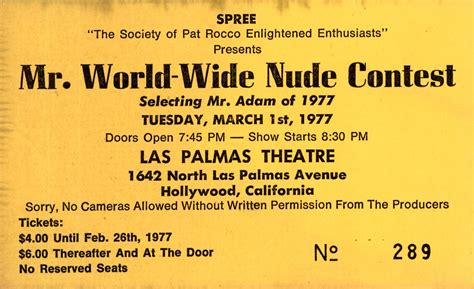 SPREE
"The Society of Pat Rocco Enlightened Enthusiasts"
Presents
Mr. World-Wide Nude Contest
Selecting Mr. Adam of 1977
TUESDAY, MARCH 1st, 1977
Doors Open 7:45 PM — Show Starts 8:30 PM
LAS PALMAS THEATRE
1642 North Las Palmas Avenue
Hollywood, California
Sorry, No Cameras Allowed Without Written Permission From The Producers
Tickets:
$4.00 Until Feb. 26th, 1977
$6.00 Thereafter And At The Door
No Reserved Seats
Nº 289